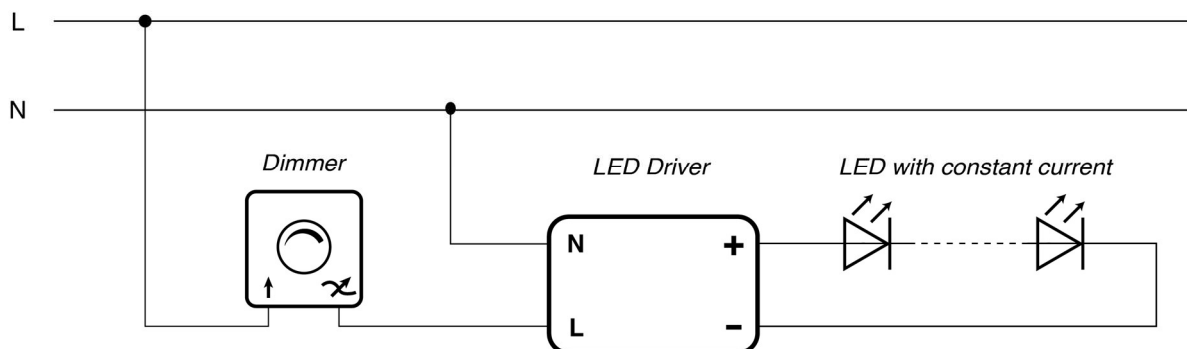 L
N
Dimmer
LED Driver
LED with constant current
N
+
L
-